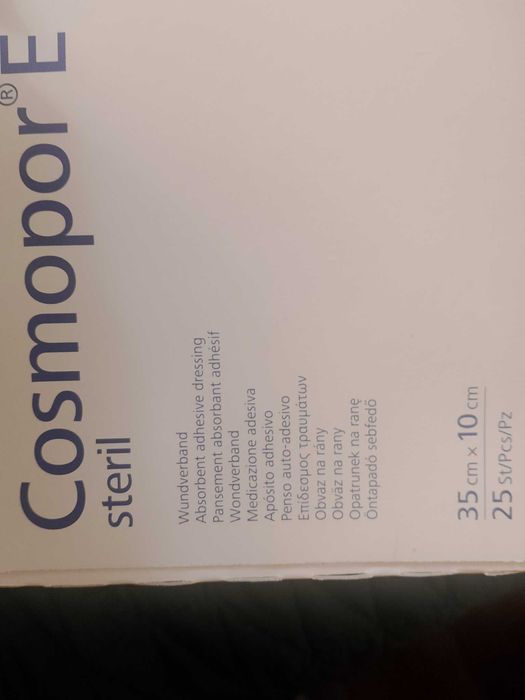 Cosmopor® E
steril
Wundverband
Absorbent adhesive dressing
Pansement absorbant adhésif
Wondverband
Medicazione adesiva
Apósito adhesivo
Penso auto-adesivo
Επίδεσμος τραυμάτων
Obvaz na rány
Obväz na rany
Opatrunek na ranę
Öntapadó sebfedő
35 cm x 10 cm
25 St/Pcs/Pz